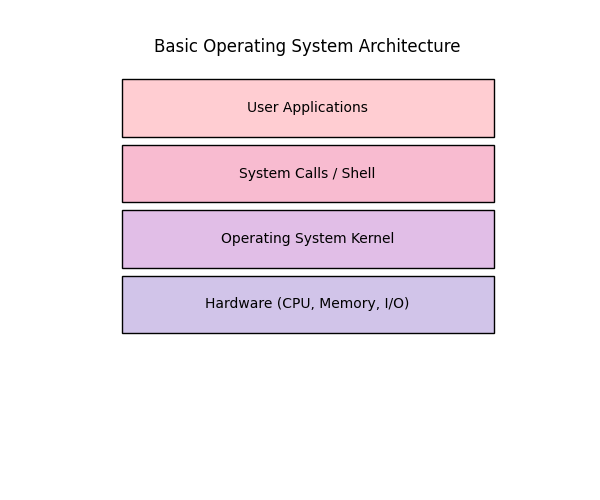 Basic Operating System Architecture
User Applications
System Calls / Shell
Operating System Kernel
Hardware (CPU, Memory, I/O)